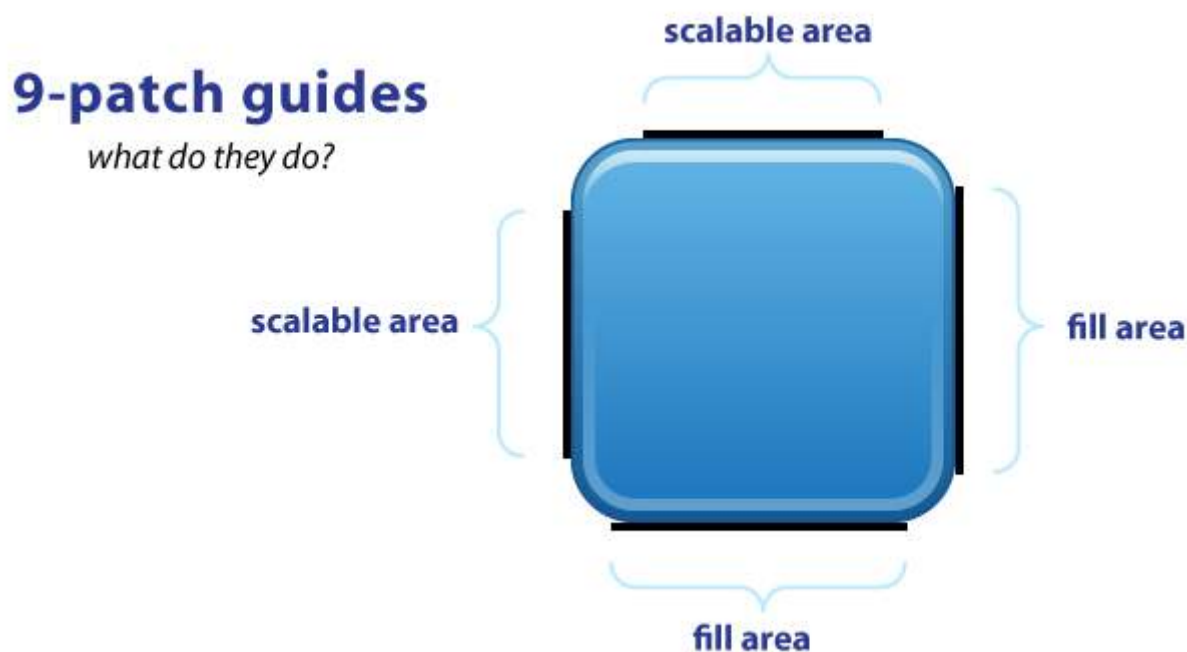 scalable area
9-patch guides
what do they do?
scalable area
fill area
fill area